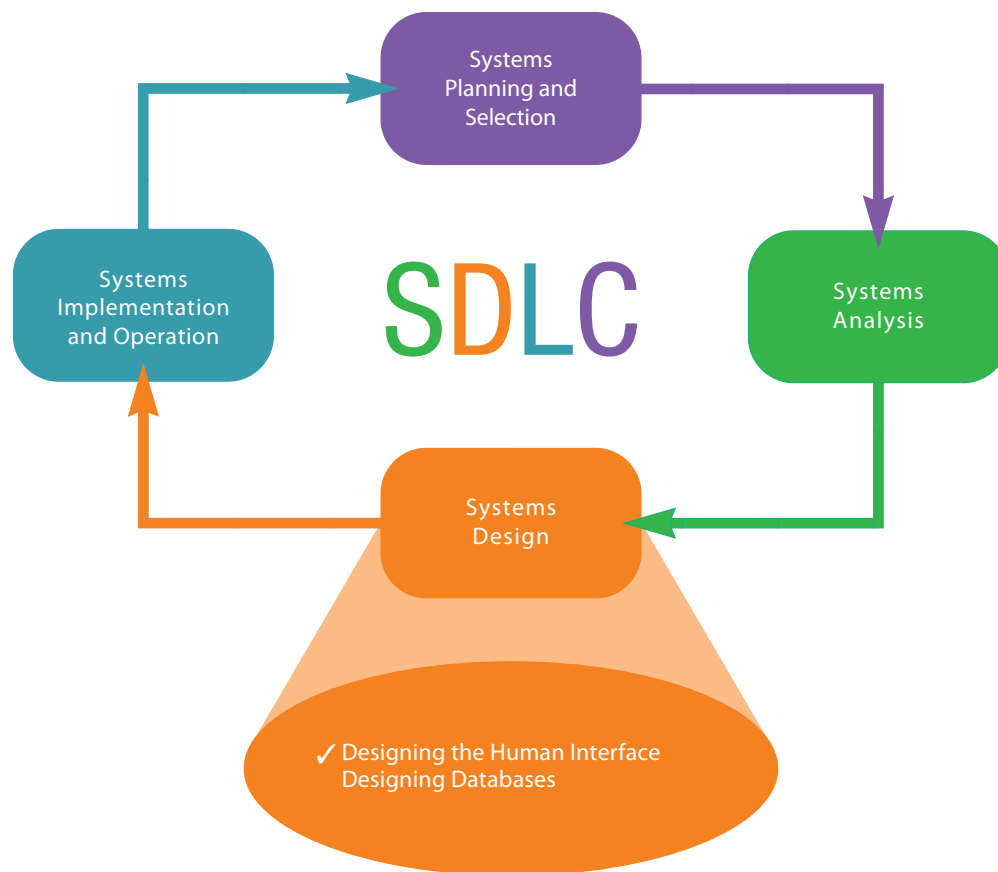 Systems
Planning and
Selection
Systems
Implementation
and Operation
SDLC
Systems
Analysis
Systems
Design
✓ Designing the Human Interface
Designing Databases